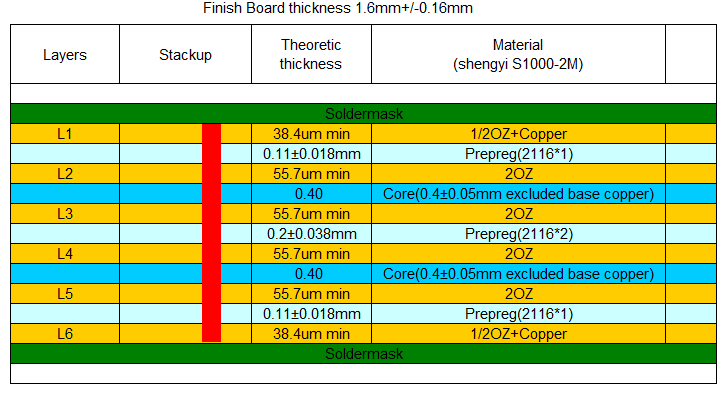 Finish Board thickness 1.6mm+/-0.16mm
Layers Stackup Theoretic thickness Material (shengyi S1000-2M)
Soldermask
L1 38.4um min 1/2OZ+Copper
0.11±0.018mm Prepreg(2116*1)
L2 55.7um min 2OZ
0.40 Core(0.4±0.05mm excluded base copper)
L3 55.7um min 2OZ
0.2±0.038mm Prepreg(2116*2)
L4 55.7um min 2OZ
0.40 Core(0.4±0.05mm excluded base copper)
L5 55.7um min 2OZ
0.11±0.018mm Prepreg(2116*1)
L6 38.4um min 1/2OZ+Copper
Soldermask